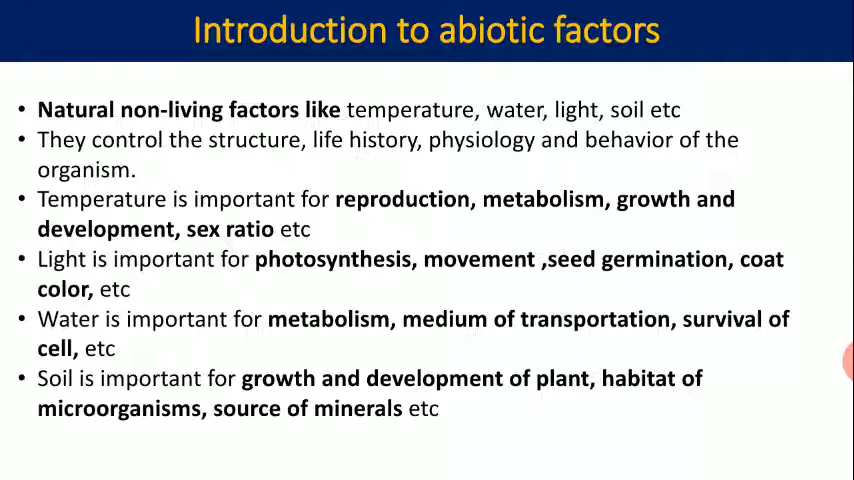 Introduction to abiotic factors
• Natural non-living factors like temperature, water, light, soil etc
• They control the structure, life history, physiology and behavior of the
organism.
• Temperature is important for reproduction, metabolism, growth and
development, sex ratio etc
• Light is important for photosynthesis, movement ,seed germination, coat
color, etc
• Water is important for metabolism, medium of transportation, survival of
cell, etc
• Soil is important for growth and development of plant, habitat of
microorganisms, source of minerals etc